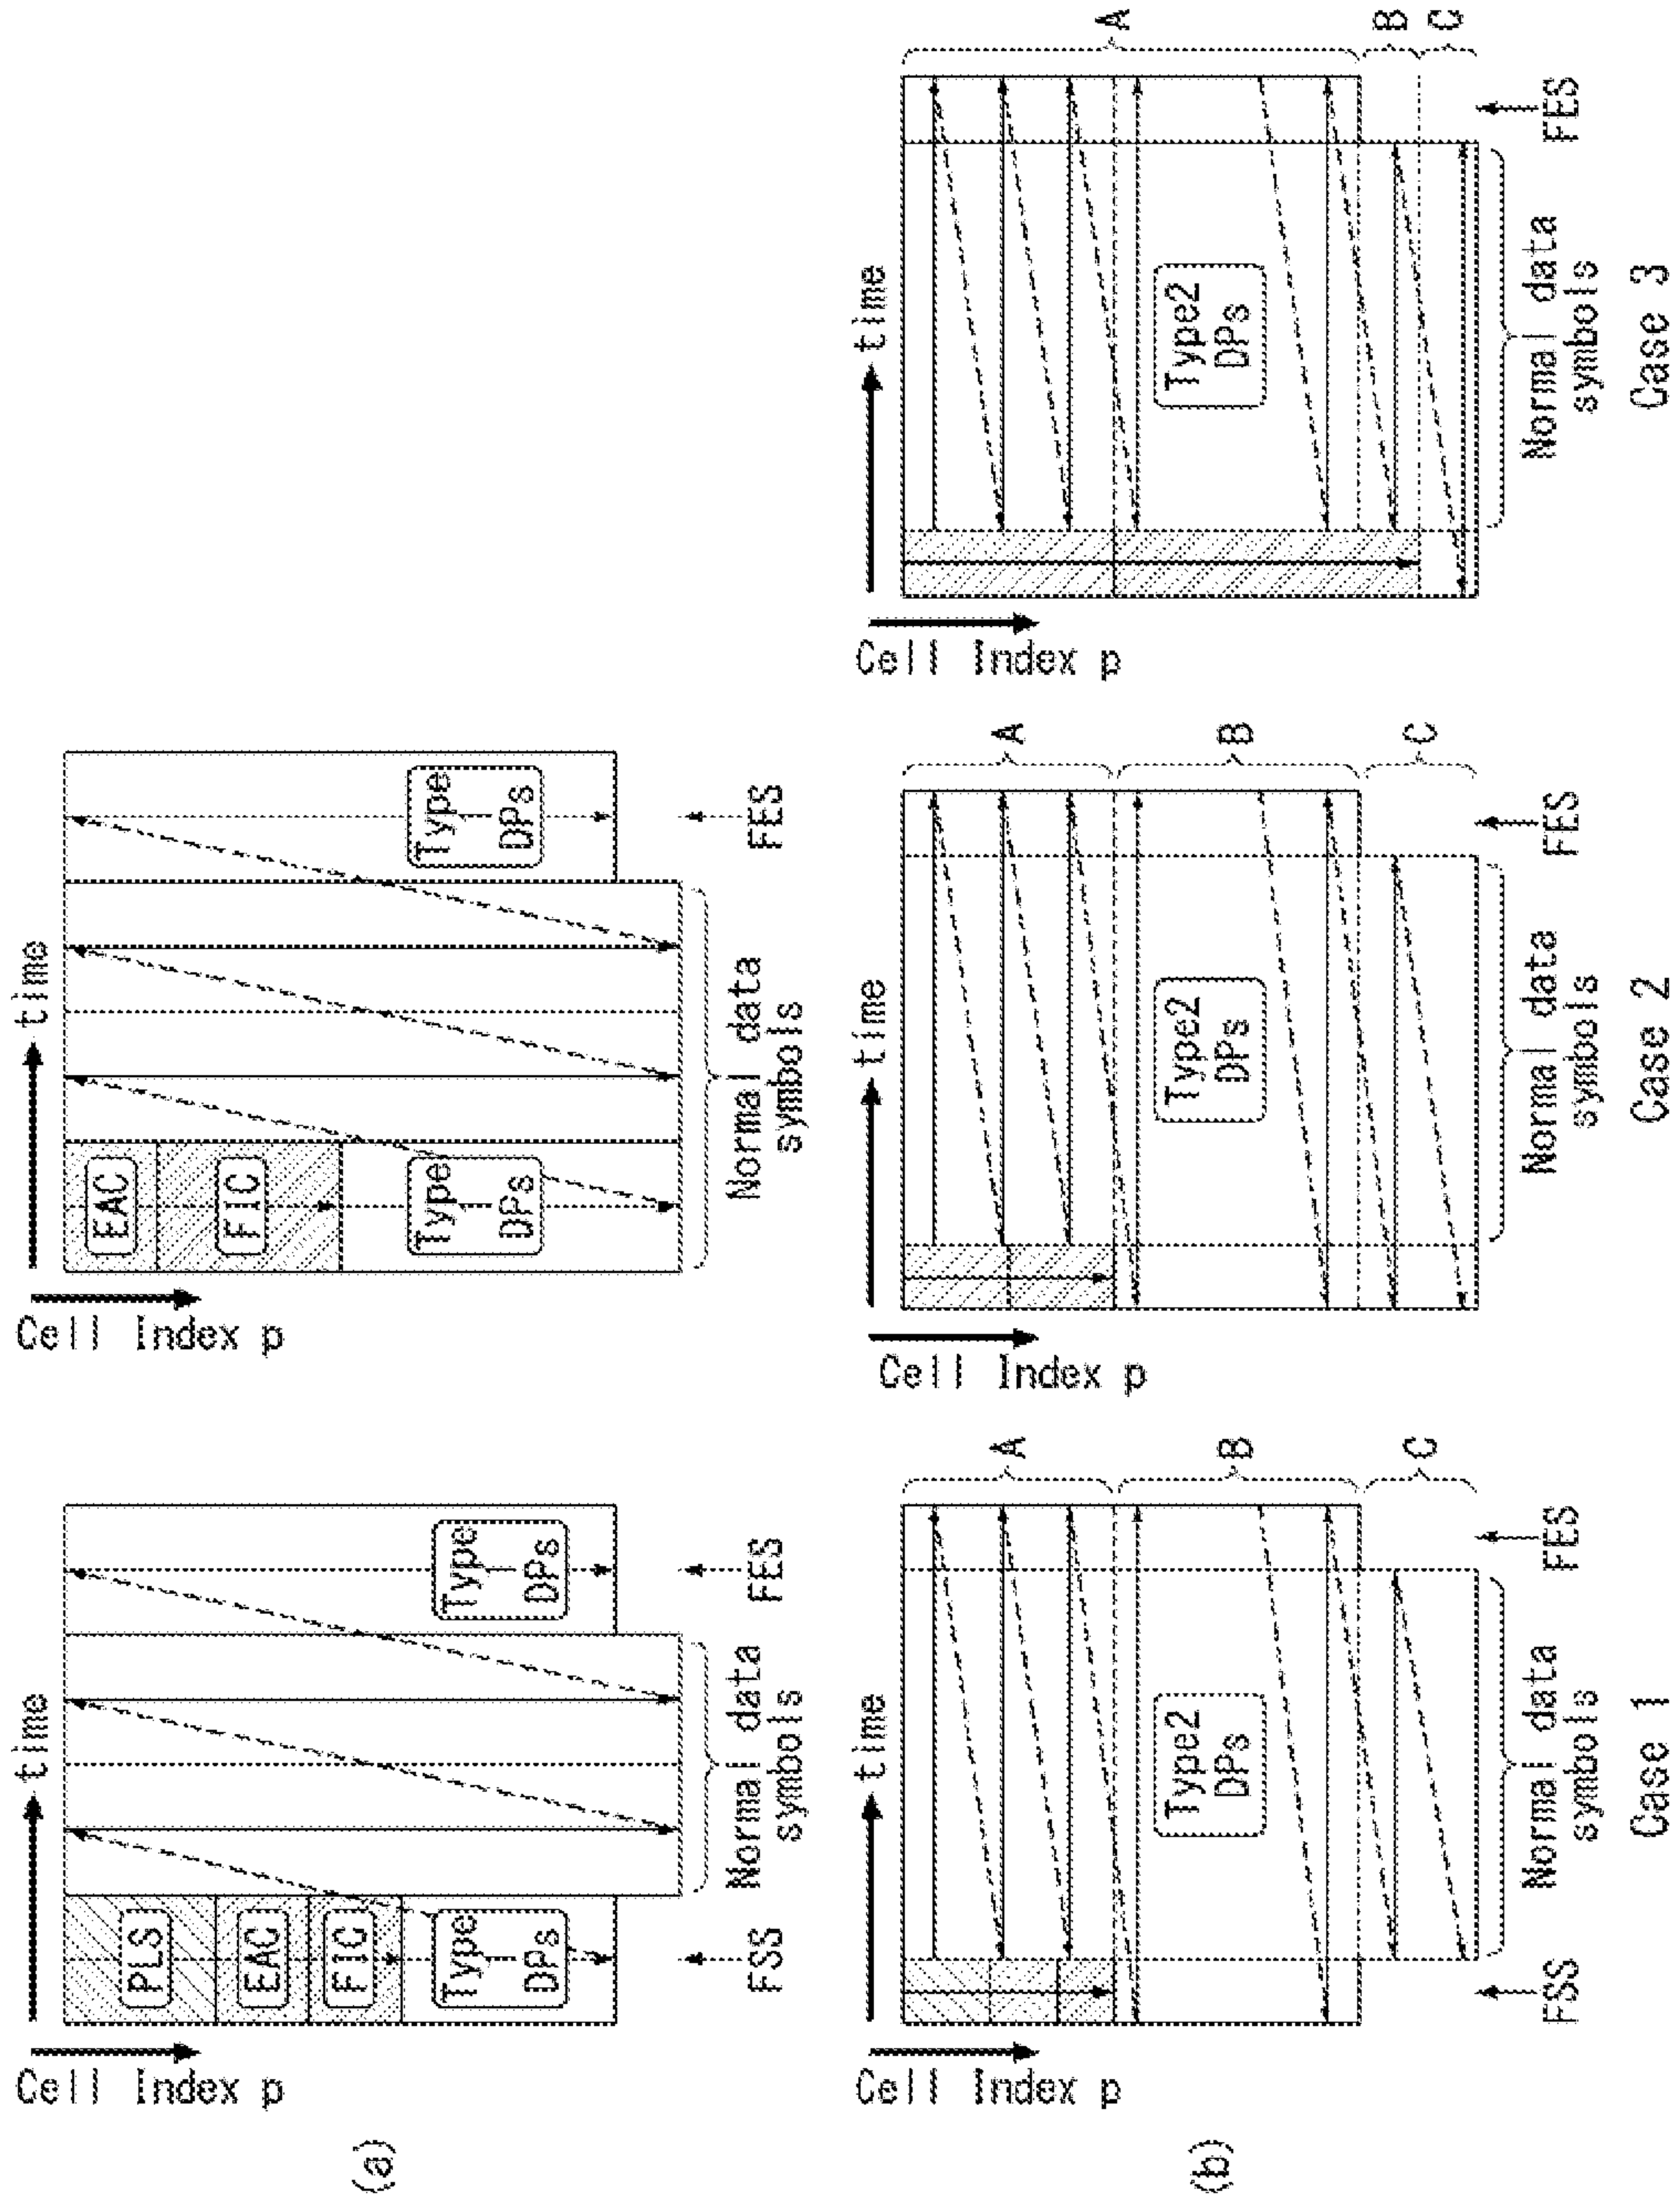 (a)
time
Cell Index p
PLS
EAC
FIC
Type 1
DPs
Type 1
DPs
FSS
Normal data
symbols
FES
time
Cell Index p
EAC
FIC
Type 1
DPs
Type 1
DPs
Normal data
symbols
FES
(b)
time
Cell Index p
Type2
DPs
A
B
C
FSS
Normal data
symbols
FES
Case 1
time
Cell Index p
Type2
DPs
A
B
C
Normal data
symbols
FES
Case 2
time
Cell Index p
Type2
DPs
A
B
C
Normal data
symbols
FES
Case 3